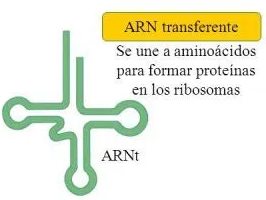 ARN transferente
Se une a aminoácidos
para formar proteínas
en los ribosomas
ARNt